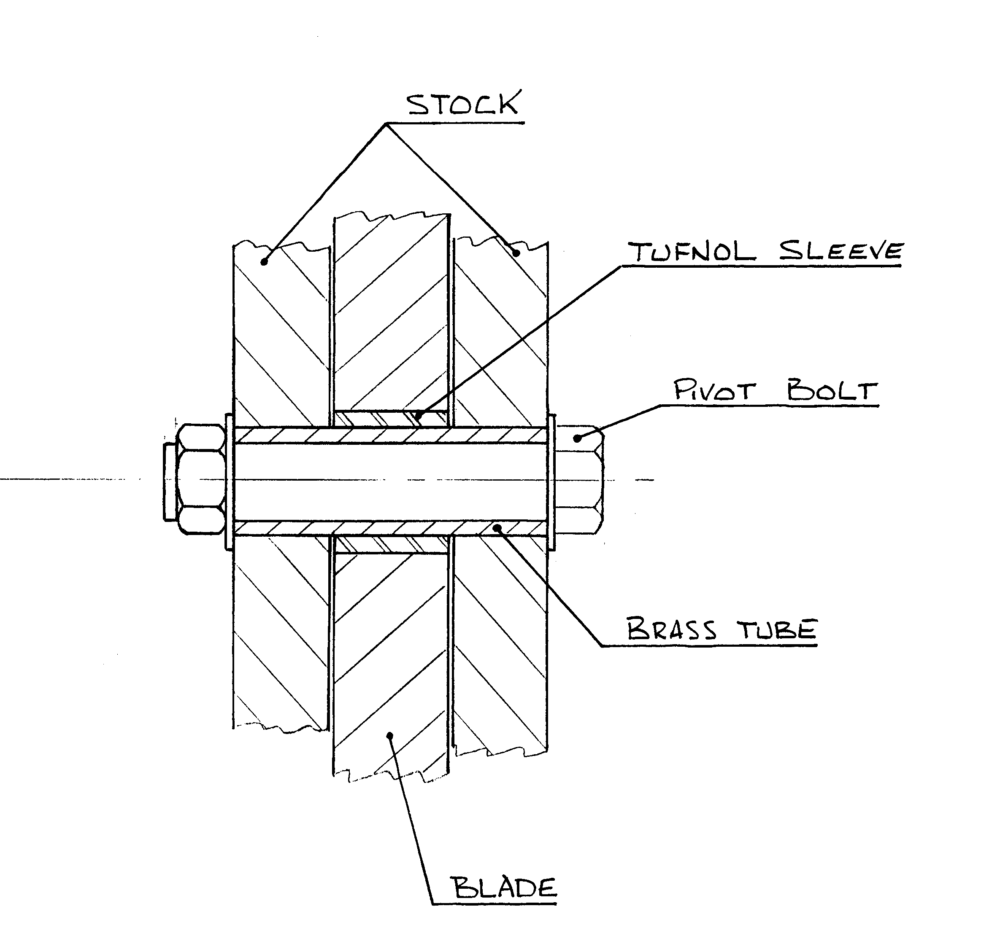 STOCK
TUFNOL SLEEVE
PIVOT BOLT
BRASS TUBE
BLADE